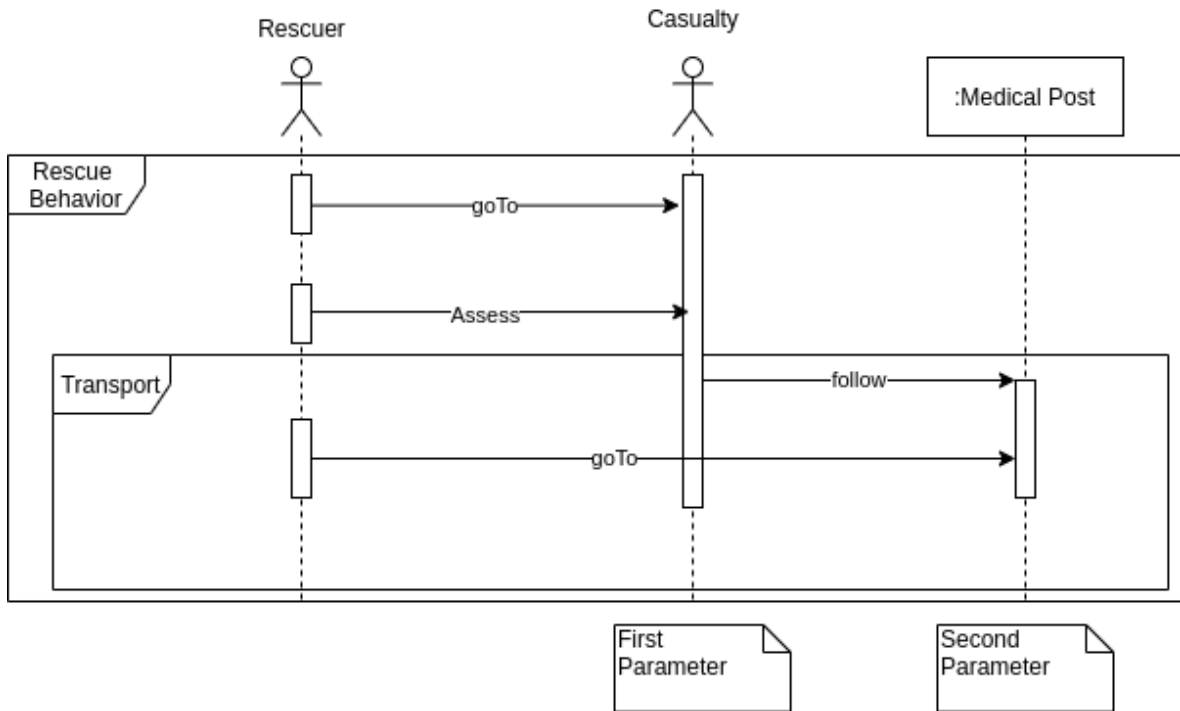 Rescuer
Casualty
:Medical Post
Rescue
Behavior
goTo
Assess
Transport
follow
goTo
First
Parameter
Second
Parameter